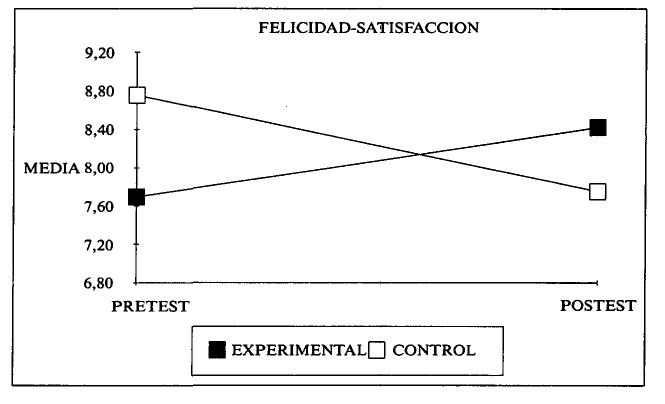 FELICIDAD-SATISFACCION
9,20
8,80
8,40
MEDIA 8,00
7,60
7,20
6,80
PRETEST POSTEST
EXPERIMENTAL CONTROL